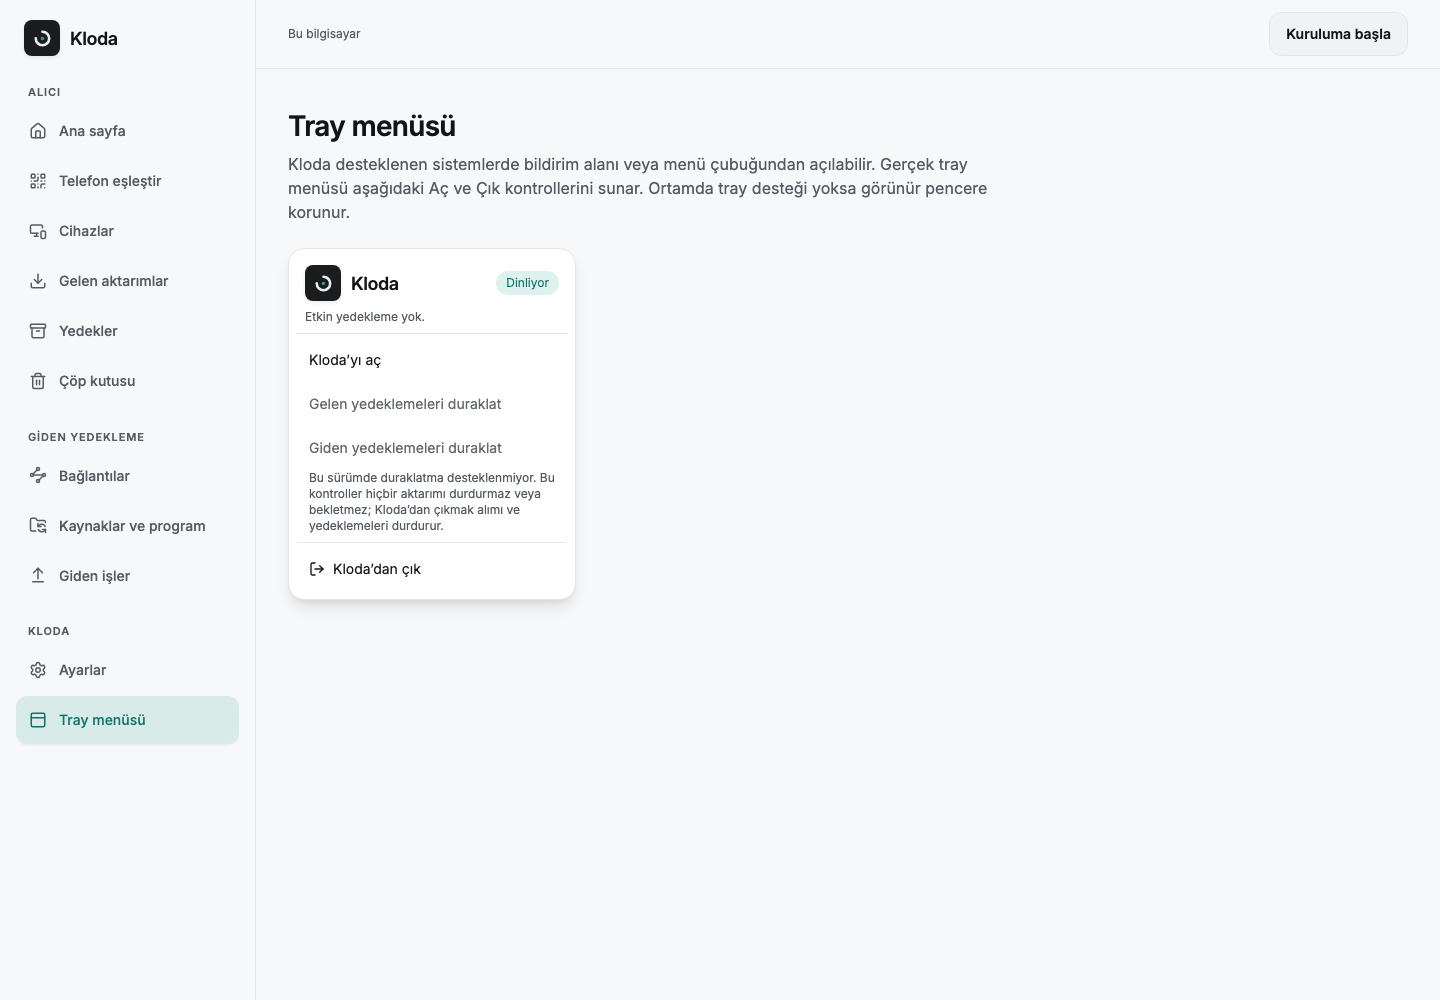 Kloda
ALICI
Ana sayfa
Telefon eşleştir
Cihazlar
Gelen aktarımlar
Yedekler
Çöp kutusu
GİDEN YEDEKLEME
Bağlantılar
Kaynaklar ve program
Giden işler
KLODA
Ayarlar
Tray menüsü
Bu bilgisayar
Kuruluma başla
Tray menüsü
Kloda desteklenen sistemlerde bildirim alanı veya menü çubuğundan açılabilir. Gerçek tray
menüsü aşağıdaki Aç ve Çık kontrollerini sunar. Ortamda tray desteği yoksa görünür pencere
korunur.
Kloda
Dinliyor
Etkin yedekleme yok.
Kloda’yı aç
Gelen yedeklemeleri duraklat
Giden yedeklemeleri duraklat
Bu sürümde duraklatma desteklenmiyor. Bu
kontroller hiçbir aktarımı durdurmaz veya
bekletmez; Kloda’dan çıkmak alımı ve
yedeklemeleri durdurur.
Kloda’dan çık